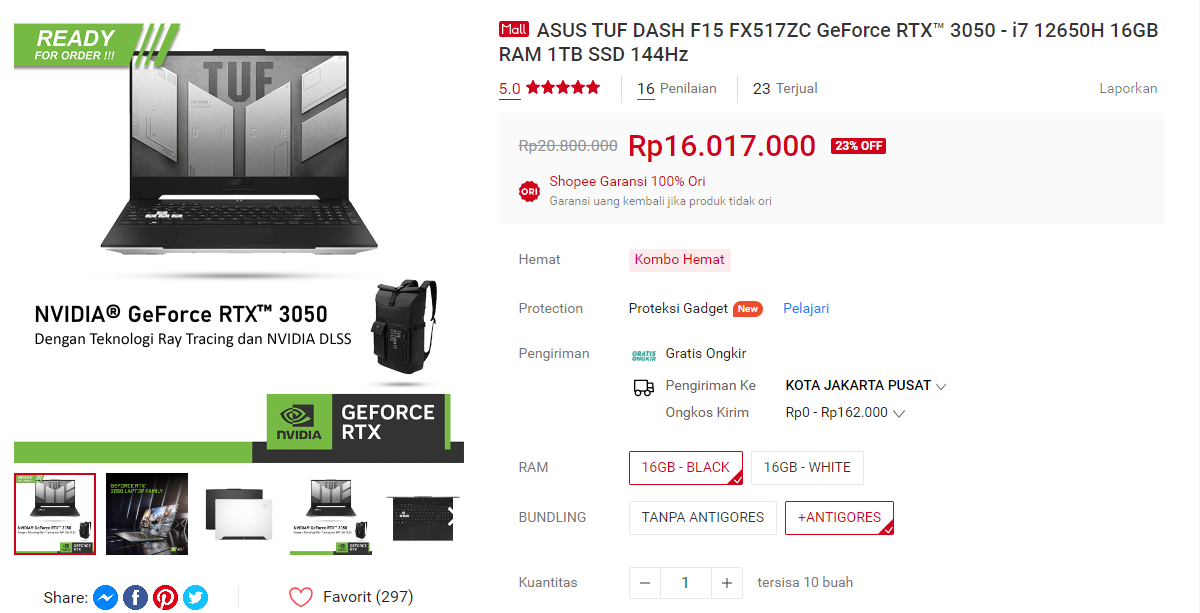 READY
FOR ORDER !!!
TUF
DASH
NVIDIA® GeForce RTX™ 3050
Dengan Teknologi Ray Tracing dan NVIDIA DLSS
NVIDIA
GEFORCE
RTX
Share:
Favorit (297)
Mall ASUS TUF DASH F15 FX517ZC GeForce RTX™ 3050 - i7 12650H 16GB
RAM 1TB SSD 144Hz
5.0
16 Penilaian
23 Terjual
Laporkan
Rp20.800.000 Rp16.017.000 23% OFF
ORI
Shopee Garansi 100% Ori
Garansi uang kembali jika produk tidak ori
Hemat
Kombo Hemat
Protection
Proteksi Gadget New Pelajari
Pengiriman
GRATIS
ONGKIR
Gratis Ongkir
Pengiriman Ke KOTA JAKARTA PUSAT
Ongkos Kirim Rp0 - Rp162.000
RAM
16GB - BLACK 16GB - WHITE
BUNDLING
TANPA ANTIGORES +ANTIGORES
Kuantitas
− 1 + tersisa 10 buah